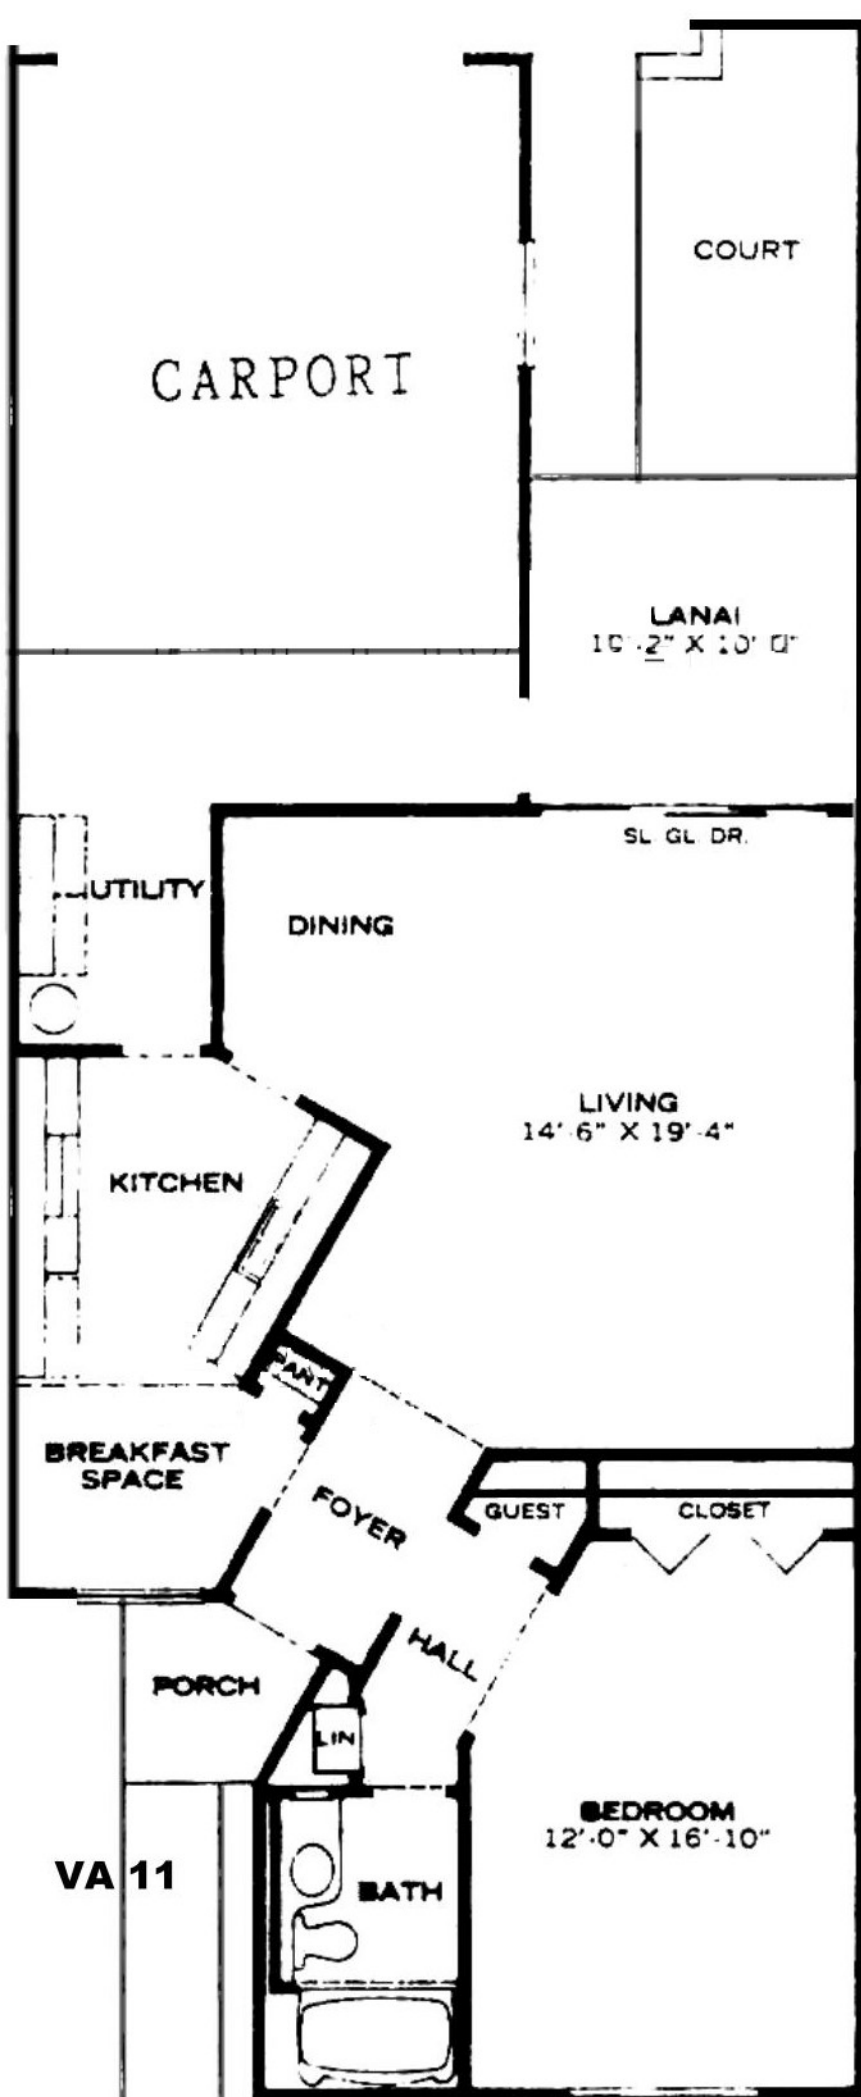 COURT
CARPORT
LANAI
X 10'
SL GL DR.
UTILITY
DINING
LIVING
14'-6" X 19'-4"
KITCHEN
PANT
BREAKFAST
SPACE
FOYER
GUEST
CLOSET
HALL
PORCH
LIN
BEDROOM
12'-0" X 16'-10"
VA 11
BATH